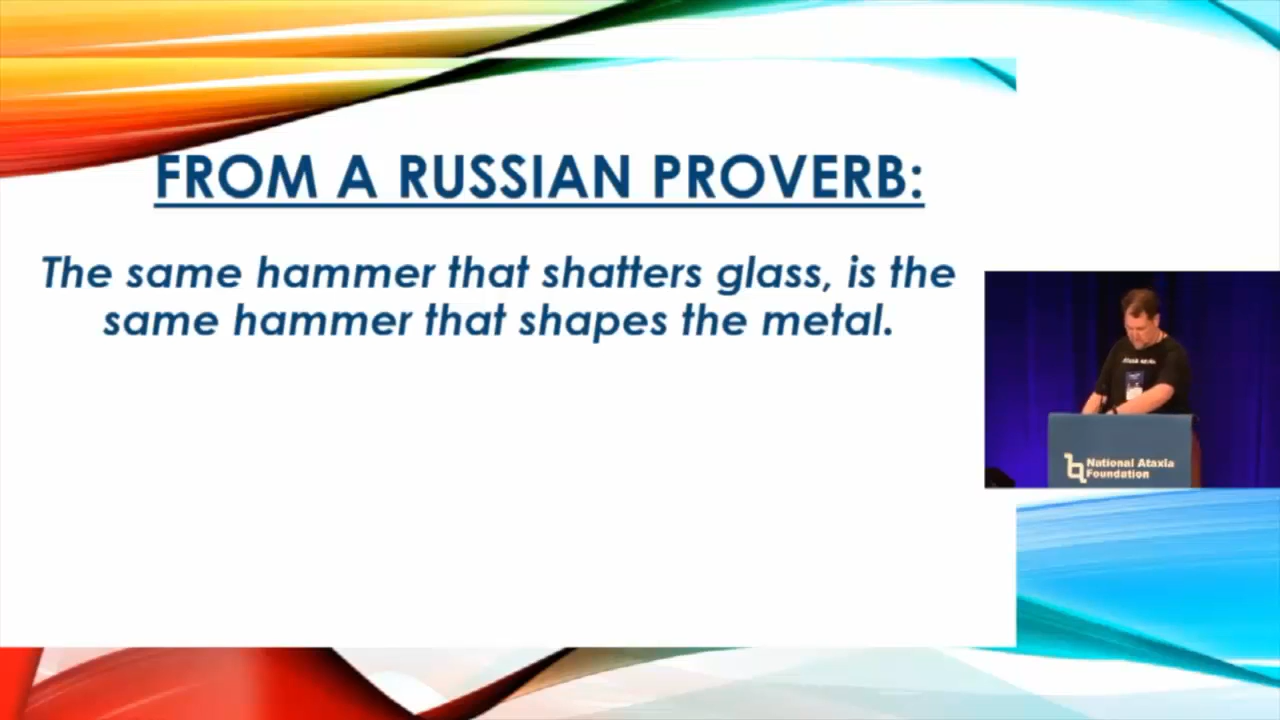 FROM A RUSSIAN PROVERB:
The same hammer that shatters glass, is the
same hammer that shapes the metal.
National Ataxia
Foundation